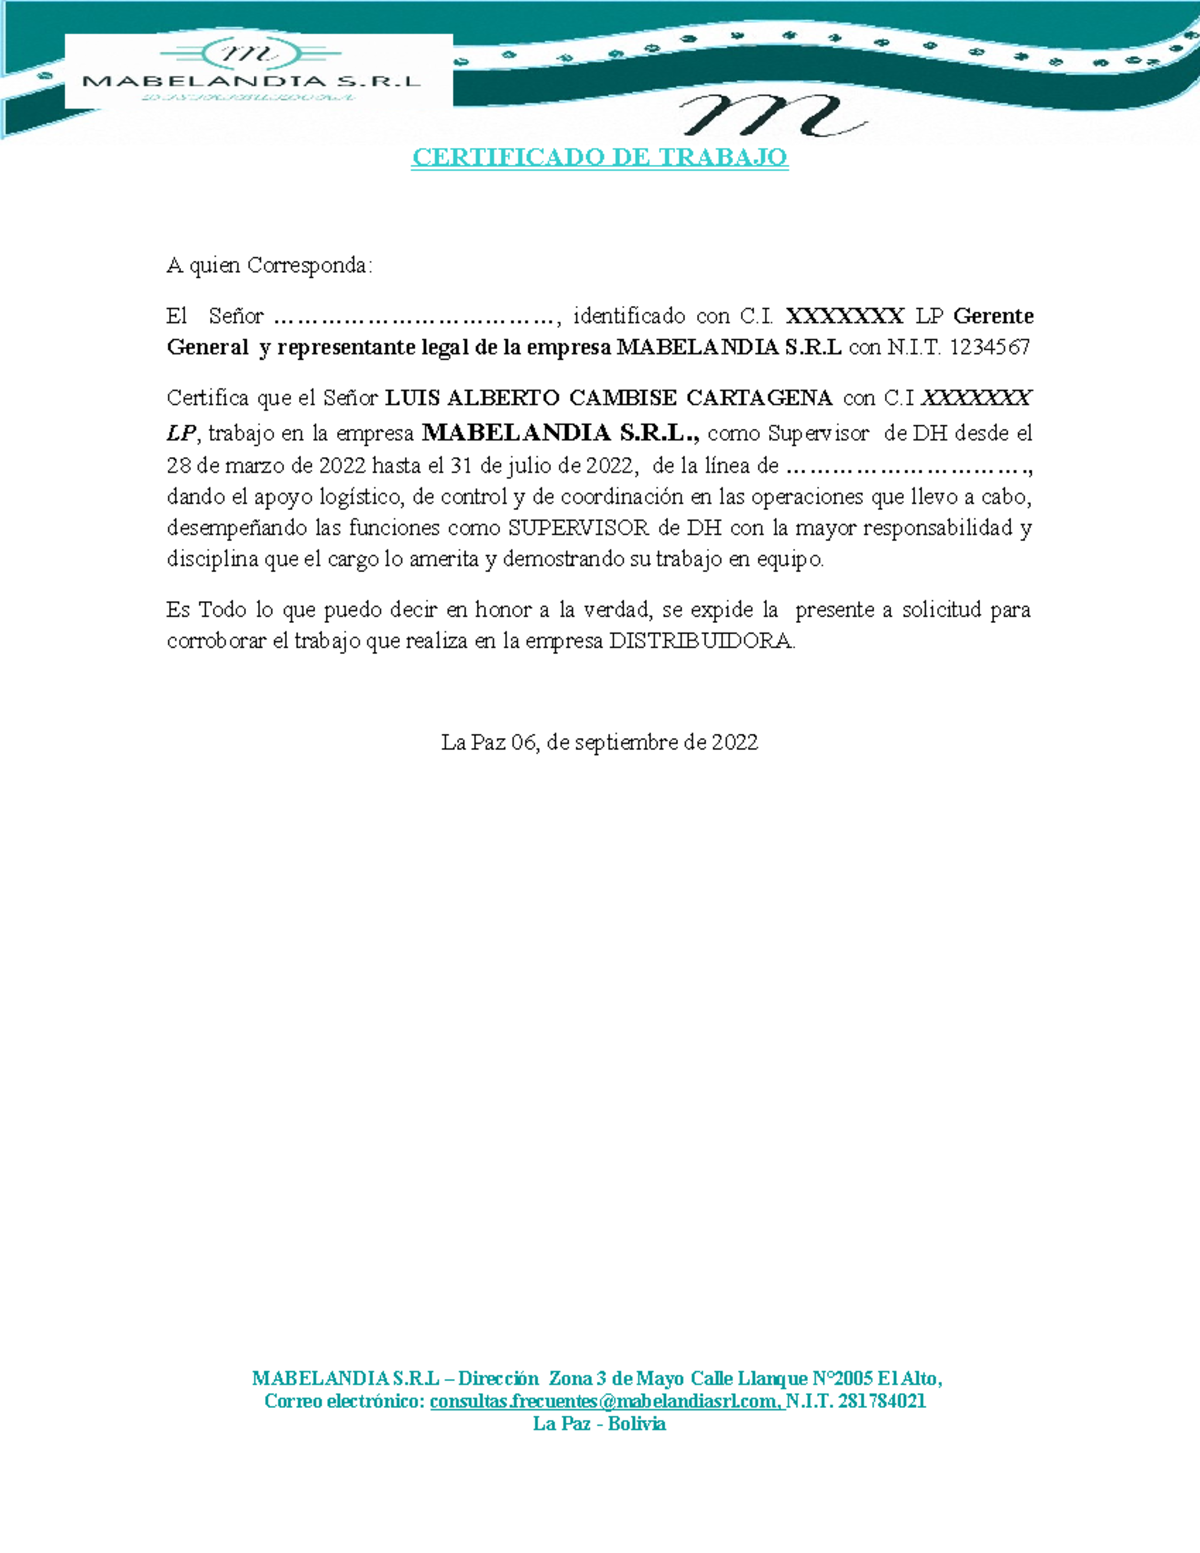 m
MABELANDIA S.R.L
DISTRIBUIDORA
m
CERTIFICADO DE TRABAJO
A quien Corresponda:
El Señor ………………………………, identificado con C.I. XXXXXXX LP Gerente
General y representante legal de la empresa MABELANDIA S.R.L con N.I.T. 1234567
Certifica que el Señor LUIS ALBERTO CAMBISE CARTAGENA con C.I XXXXXXX
LP, trabajo en la empresa MABELANDIA S.R.L., como Supervisor de DH desde el
28 de marzo de 2022 hasta el 31 de julio de 2022, de la línea de ………………………….,
dando el apoyo logístico, de control y de coordinación en las operaciones que llevo a cabo,
desempeñando las funciones como SUPERVISOR de DH con la mayor responsabilidad y
disciplina que el cargo lo amerita y demostrando su trabajo en equipo.
Es Todo lo que puedo decir en honor a la verdad, se expide la presente a solicitud para
corroborar el trabajo que realiza en la empresa DISTRIBUIDORA.
La Paz 06, de septiembre de 2022
MABELANDIA S.R.L – Dirección Zona 3 de Mayo Calle Llanque N°2005 El Alto,
Correo electrónico: consultas.frecuentes@mabelandiasrl.com, N.I.T. 281784021
La Paz - Bolivia